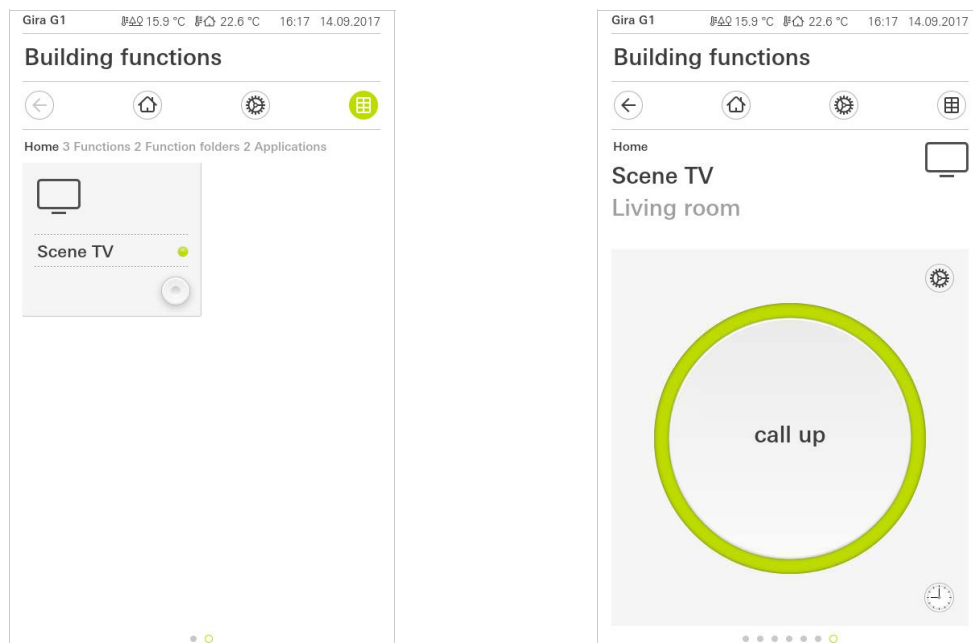 Gira G1 15.9 °C 22.6 °C 16:17 14.09.2017
Building functions
Home 3 Functions 2 Function folders 2 Applications
Scene TV
Gira G1 15.9 °C 22.6 °C 16:17 14.09.2017
Building functions
Home
Scene TV
Living room
call up